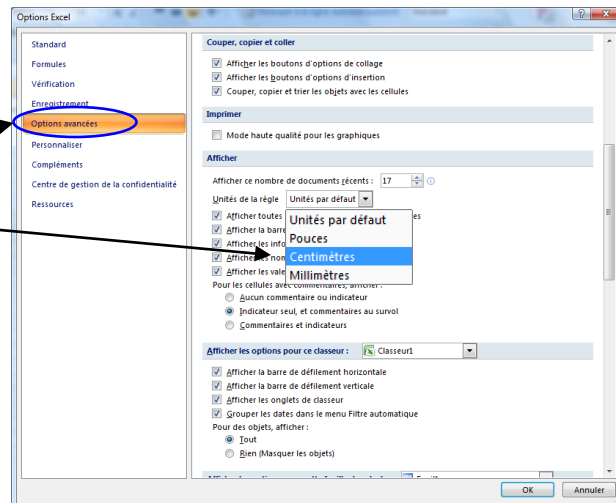 Options Excel
Standard
Formules
Vérification
Enregistrement
Options avancées
Personnaliser
Compléments
Centre de gestion de la confidentialité
Ressources
Couper, copier et coller
Afficher les boutons d'options de collage
Afficher les boutons d'options d'insertion
Couper, copier et trier les objets avec les cellules
Imprimer
Mode haute qualité pour les graphiques
Afficher
Afficher ce nombre de documents récents : 17
Unités de la règle Unités par défaut
Afficher toutes
Unités par défaut
Afficher la barre
Pouces
Afficher les info
Centimètres
Afficher les nom
Millimètres
Afficher les vale
Pour les cellules avec commentaires, afficher :
Aucun commentaire ou indicateur
Indicateur seul, et commentaires au survol
Commentaires et indicateurs
Afficher les options pour ce classeur : Classeur1
Afficher la barre de défilement horizontale
Afficher la barre de défilement verticale
Afficher les onglets de classeur
Grouper les dates dans le menu Filtre automatique
Pour des objets, afficher :
Tout
Rien (Masquer les objets)
OK Annuler